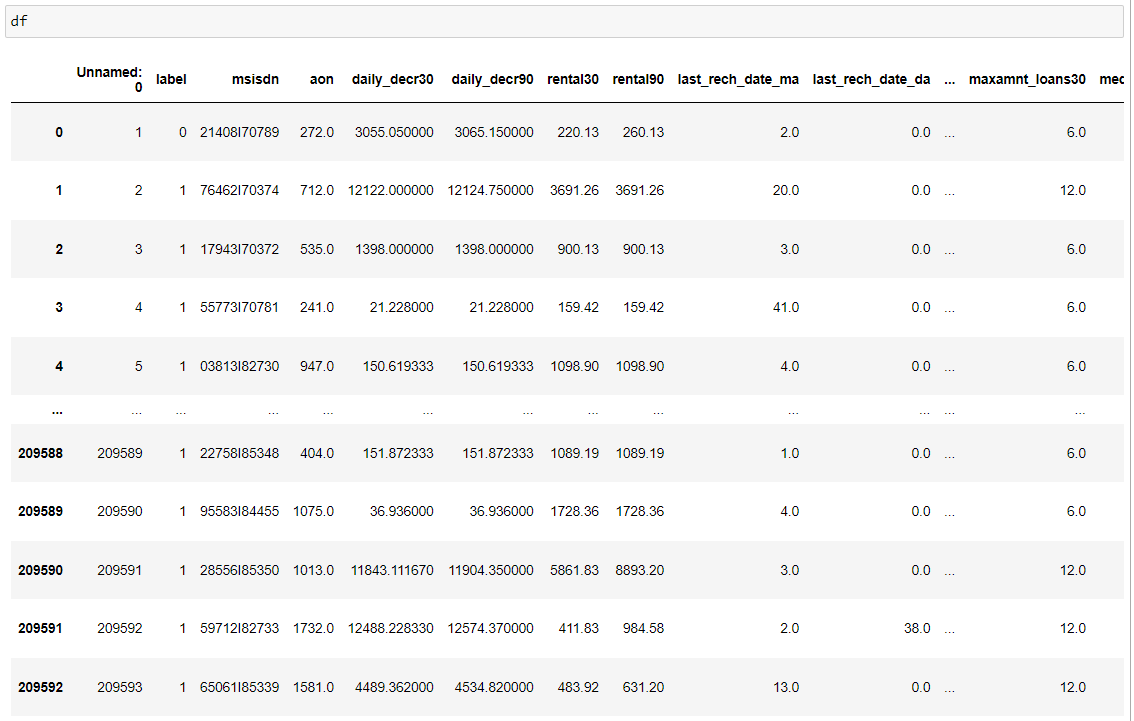 df
Unnamed: 0 label msisdn aon daily_decr30 daily_decr90 rental30 rental90 last_rech_date_ma last_rech_date_da ... maxamnt_loans30
0 1 0 21408I70789 272.0 3055.050000 3065.150000 220.13 260.13 2.0 0.0 ... 6.0
1 2 1 76462I70374 712.0 12122.000000 12124.750000 3691.26 3691.26 20.0 0.0 ... 12.0
2 3 1 17943I70372 535.0 1398.000000 1398.000000 900.13 900.13 3.0 0.0 ... 6.0
3 4 1 55773I70781 241.0 21.228000 21.228000 159.42 159.42 41.0 0.0 ... 6.0
4 5 1 03813I82730 947.0 150.619333 150.619333 1098.90 1098.90 4.0 0.0 ... 6.0
... ... ... ... ... ... ... ... ... ... ... ... ...
209588 209589 1 22758I85348 404.0 151.872333 151.872333 1089.19 1089.19 1.0 0.0 ... 6.0
209589 209590 1 95583I84455 1075.0 36.936000 36.936000 1728.36 1728.36 4.0 0.0 ... 6.0
209590 209591 1 28556I85350 1013.0 11843.111670 11904.350000 5861.83 8893.20 3.0 0.0 ... 12.0
209591 209592 1 59712I82733 1732.0 12488.228330 12574.370000 411.83 984.58 2.0 38.0 ... 12.0
209592 209593 1 65061I85339 1581.0 4489.362000 4534.820000 483.92 631.20 13.0 0.0 ... 12.0